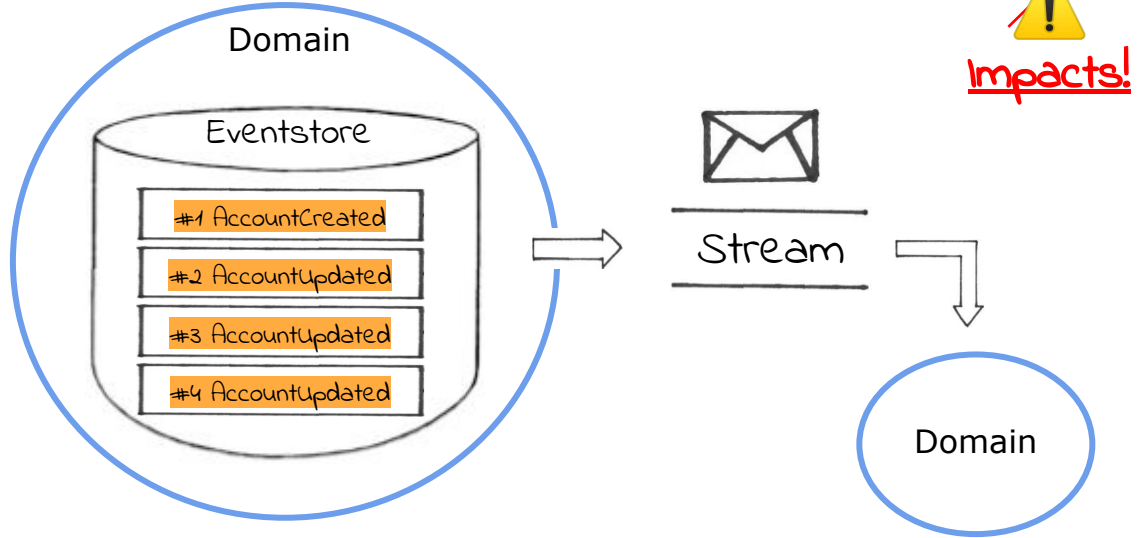 Domain
Impacts!
Eventstore
#1 AccountCreated
#2 AccountUpdated
#3 AccountUpdated
#4 AccountUpdated
Stream
Domain